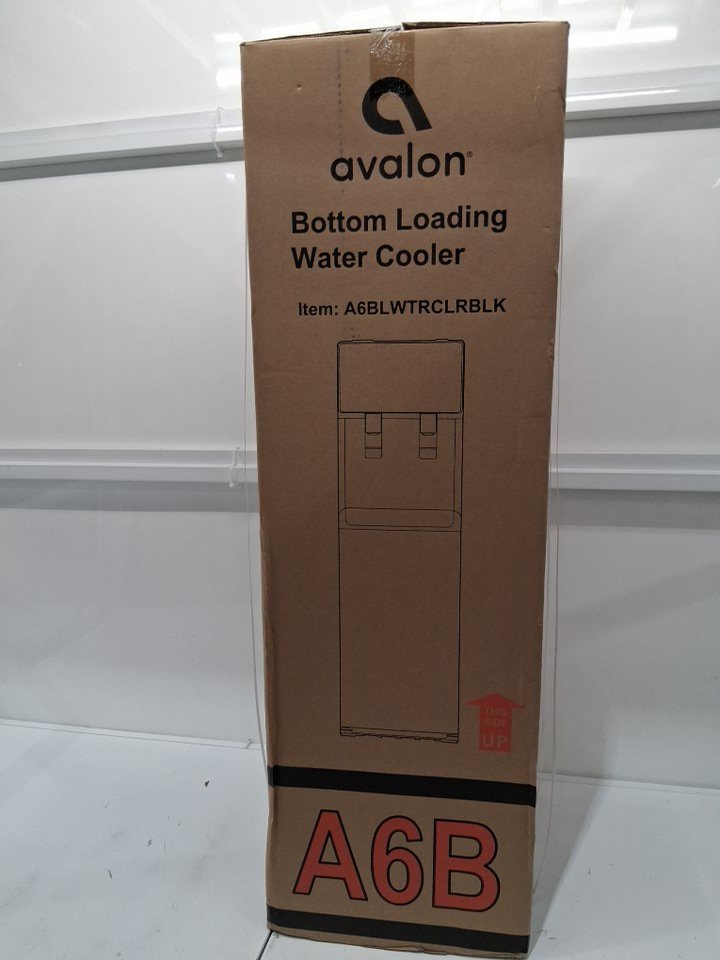 avalon®
Bottom Loading
Water Cooler
Item: A6BLWTRCLRBLK
THIS
SIDE
UP
A6B